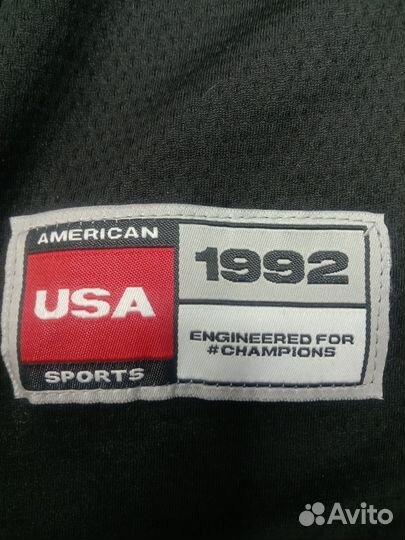 AMERICAN
USA
SPORTS
1992
ENGINEERED FOR
#CHAMPIONS
Avito